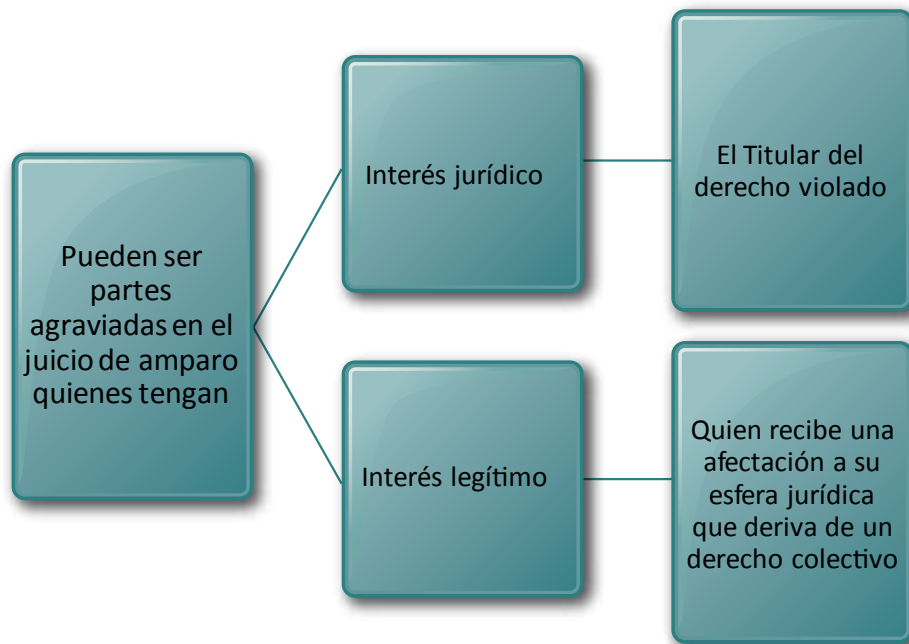 Pueden ser
partes
agraviadas en el
juicio de amparo
quienes tengan
Interés jurídico
El Titular del
derecho violado
Interés legítimo
Quien recibe una
afectación a su
esfera jurídica
que deriva de un
derecho colectivo